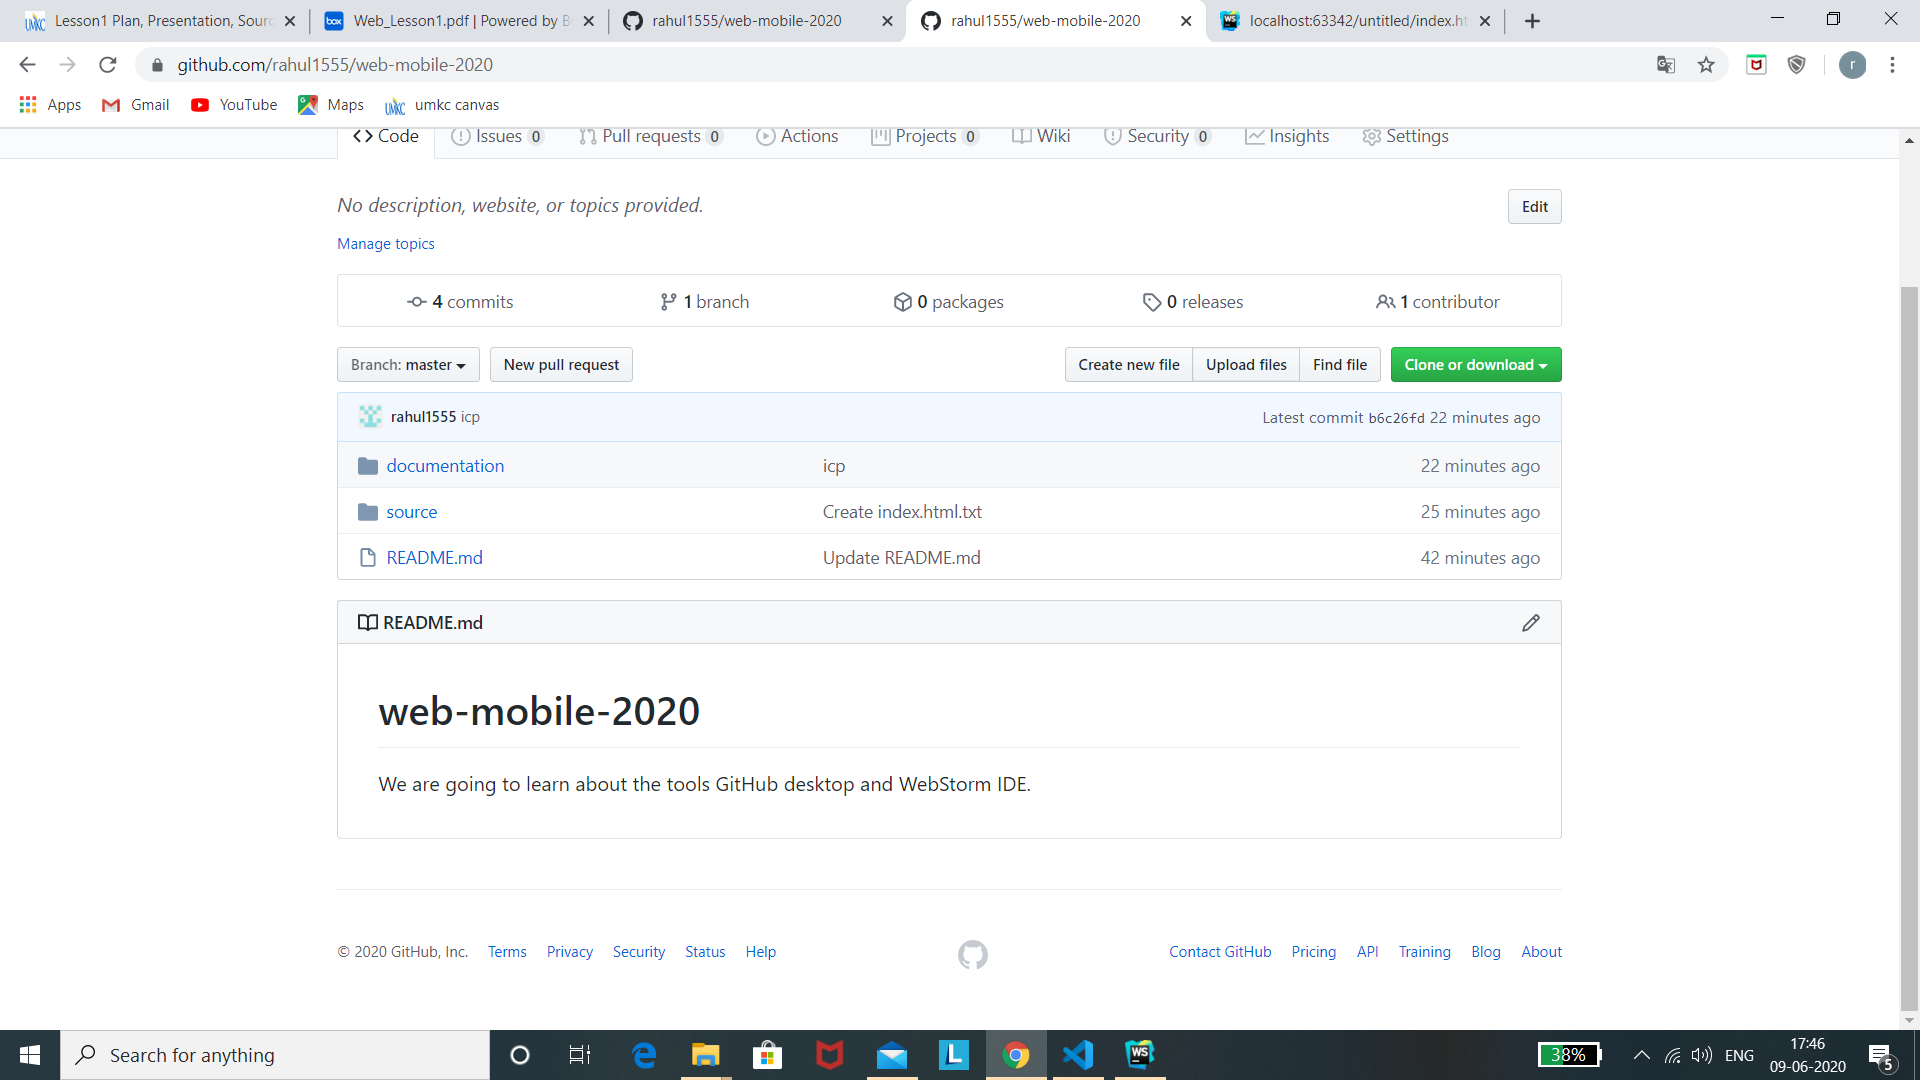 Lesson1 Plan, Presentation, Sour
Web_Lesson1.pdf | Powered by B
rahul1555/web-mobile-2020
rahul1555/web-mobile-2020
localhost:63342/untitled/index.ht
github.com/rahul1555/web-mobile-2020
r
Apps Gmail YouTube Maps umkc canvas
Code Issues 0 Pull requests 0 Actions Projects 0 Wiki Security 0 Insights Settings
No description, website, or topics provided.
Edit
Manage topics
4 commits 1 branch 0 packages 0 releases 1 contributor
Branch: master New pull request Create new file Upload files Find file Clone or download
rahul1555 icp Latest commit b6c26fd 22 minutes ago
documentation icp 22 minutes ago
source Create index.html.txt 25 minutes ago
README.md Update README.md 42 minutes ago
README.md
web-mobile-2020
We are going to learn about the tools GitHub desktop and WebStorm IDE.
© 2020 GitHub, Inc. Terms Privacy Security Status Help Contact GitHub Pricing API Training Blog About
Search for anything
L
WS
38%
ENG
17:46
09-06-2020
5